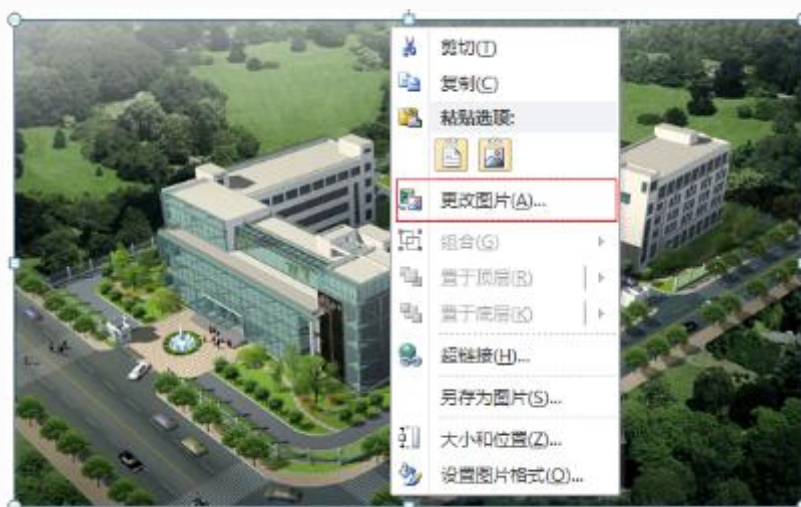 剪切(T)
复制(C)
粘贴选项:
更改图片(A)...
组合(G)
置于顶层(R)
置于底层(K)
超链接(H)...
另存为图片(S)...
大小和位置(Z)...
设置图片格式(O)...